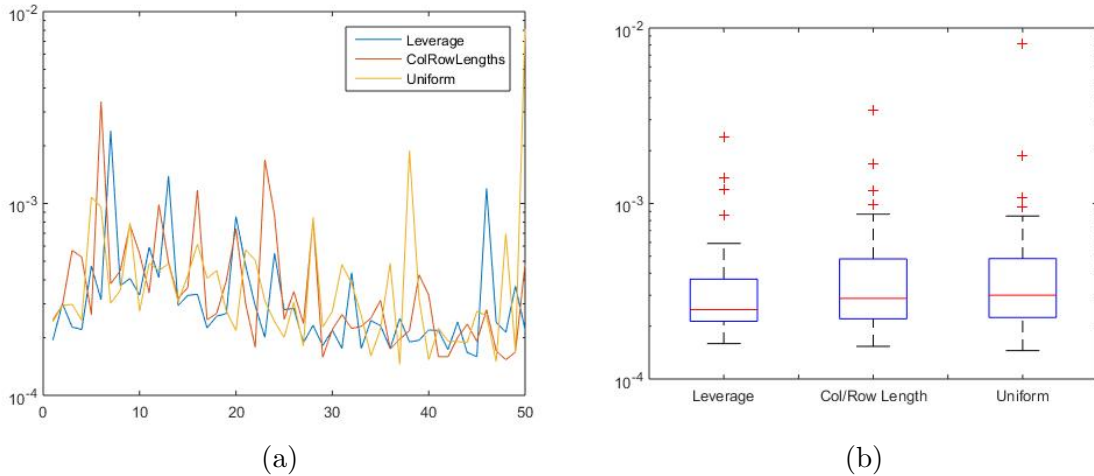 10-2
10-3
10-4
0
10
20
30
40
50
Leverage
ColRowLengths
Uniform
(a)
10-2
10-3
10-4
Leverage
Col/Row Length
Uniform
(b)